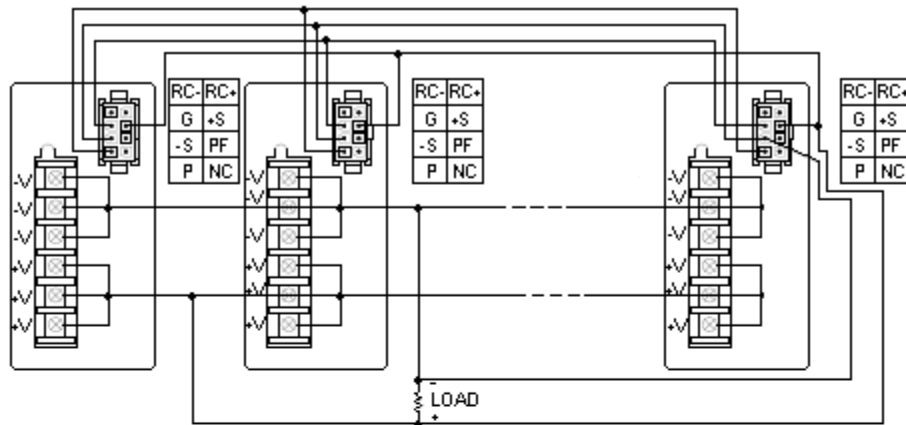 RC- RC+
G +S
-S PF
P NC
RC- RC+
G +S
-S PF
P NC
RC- RC+
G +S
-S PF
P NC
-V
-V
-V
+V
+V
+V
-V
-V
-V
+V
+V
+V
-V
-V
-V
+V
+V
+V
-
LOAD
+